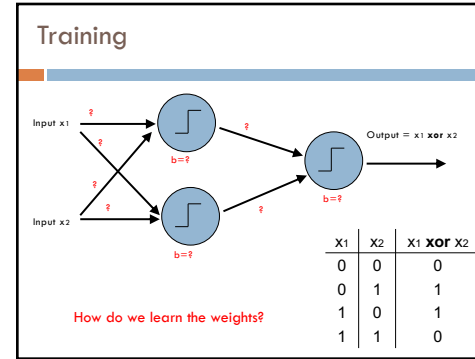 Training
Input x1
?
?
?
?
Input x2
b=?
b=?
?
?
b=?
Output = x1 xor x2
x1 x2 x1 xor x2
0 0 0
0 1 1
1 0 1
1 1 0
How do we learn the weights?